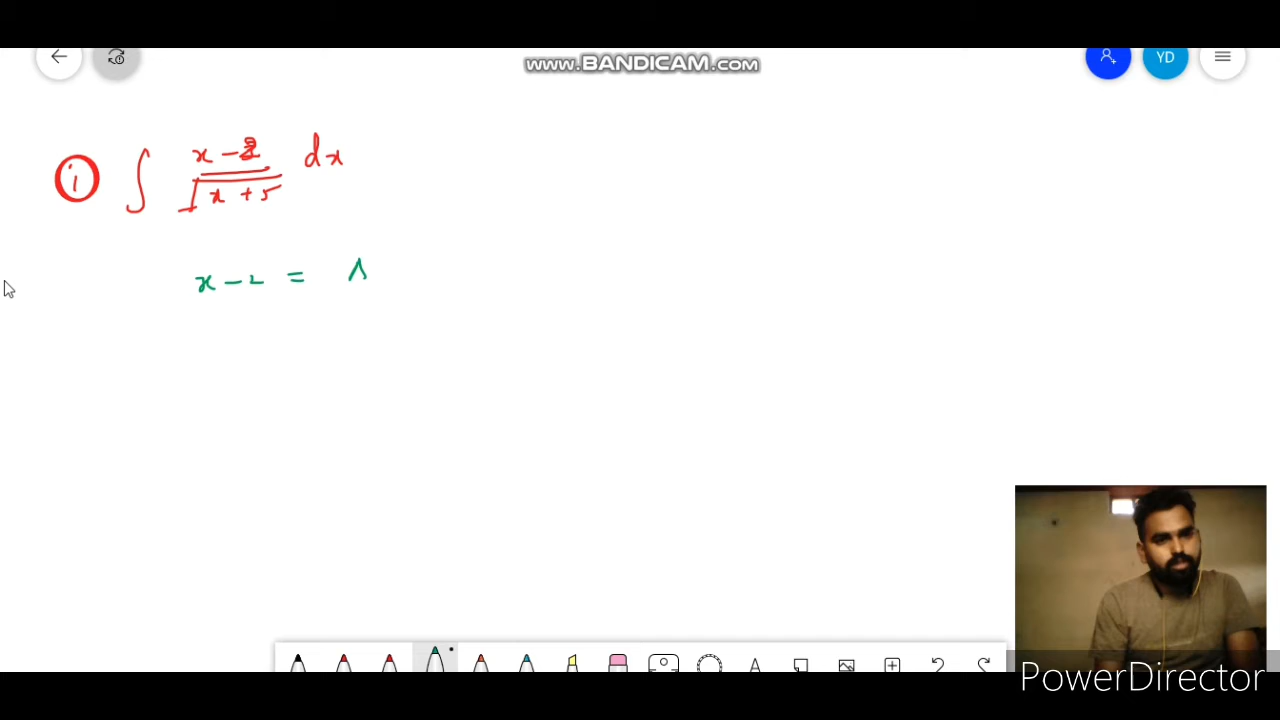 www.BANDICAM.com
YD
i ∫ x-2/√x+5 dx
x-2 =
A
PowerDirector